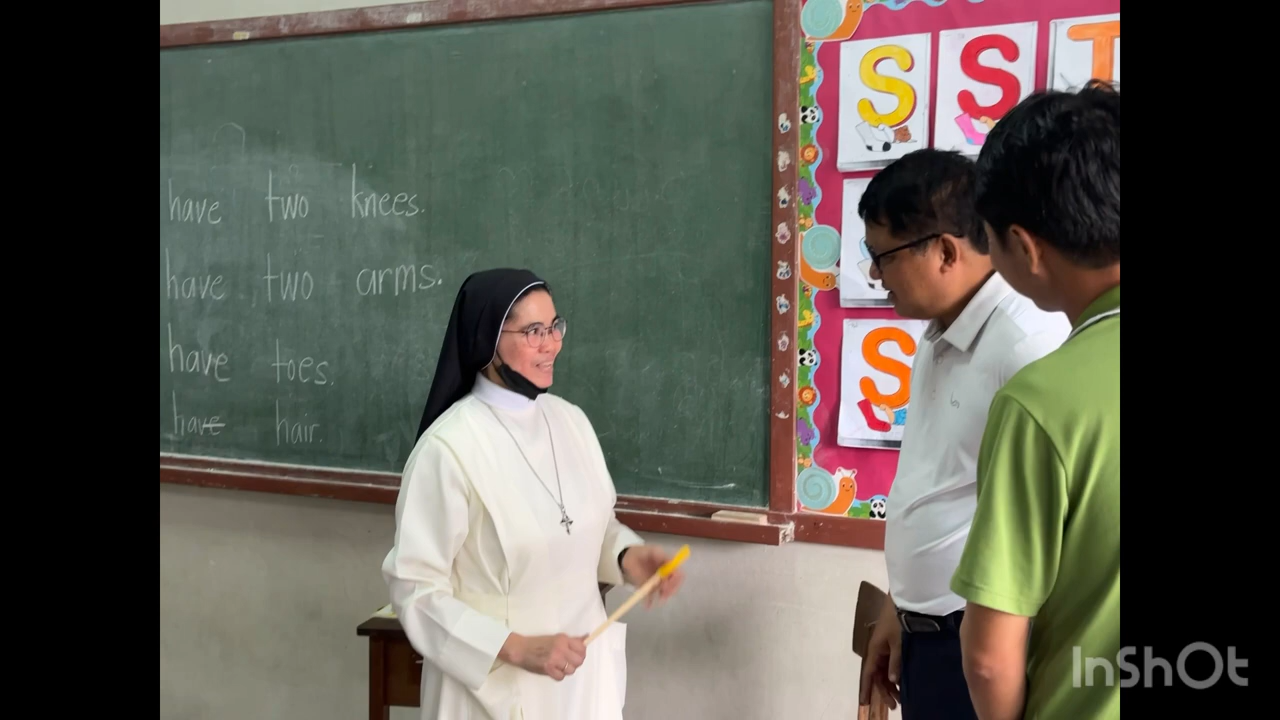 have two knees.
have two arms.
have toes.
have hair.
S S T
S
InShOt